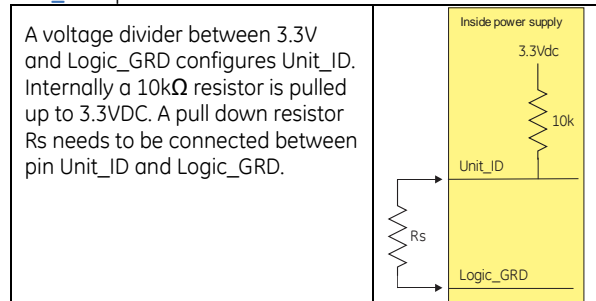 A voltage divider between 3.3V
and Logic_GRD configures Unit_ID.
Internally a 10kΩ resistor is pulled
up to 3.3VDC. A pull down resistor
Rs needs to be connected between
pin Unit_ID and Logic_GRD.
Inside power supply
3.3Vdc
10k
Unit_ID
Rs
Logic_GRD